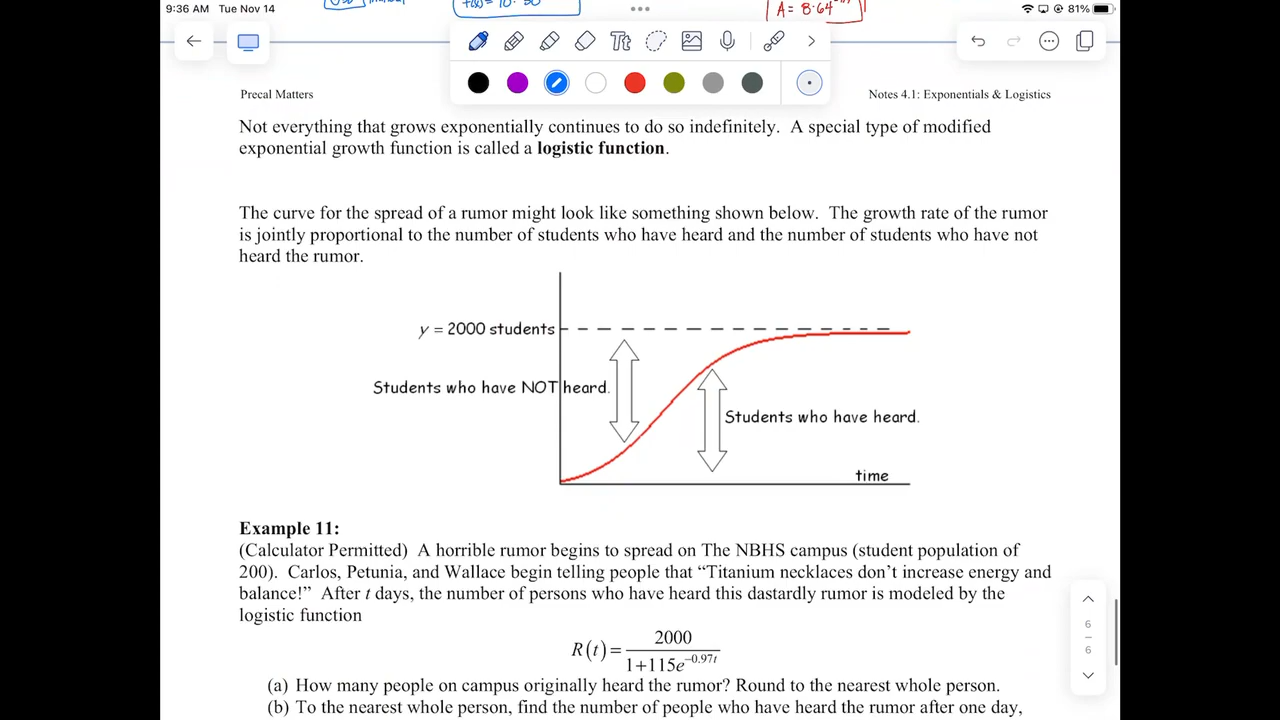 9:36 AM Tue Nov 14
81%
A = 8·64
Tt
Precal Matters
Notes 4.1: Exponentials & Logistics
Not everything that grows exponentially continues to do so indefinitely. A special type of modified
exponential growth function is called a logistic function.
The curve for the spread of a rumor might look like something shown below. The growth rate of the rumor
is jointly proportional to the number of students who have heard and the number of students who have not
heard the rumor.
y = 2000 students
Students who have NOT heard.
Students who have heard.
time
Example 11:
(Calculator Permitted) A horrible rumor begins to spread on The NBHS campus (student population of
200). Carlos, Petunia, and Wallace begin telling people that “Titanium necklaces don’t increase energy and
balance!” After t days, the number of persons who have heard this dastardly rumor is modeled by the
logistic function
R(t) = 2000 / (1+115e^−0.97t)
(a) How many people on campus originally heard the rumor? Round to the nearest whole person.
(b) To the nearest whole person, find the number of people who have heard the rumor after one day,
6
6